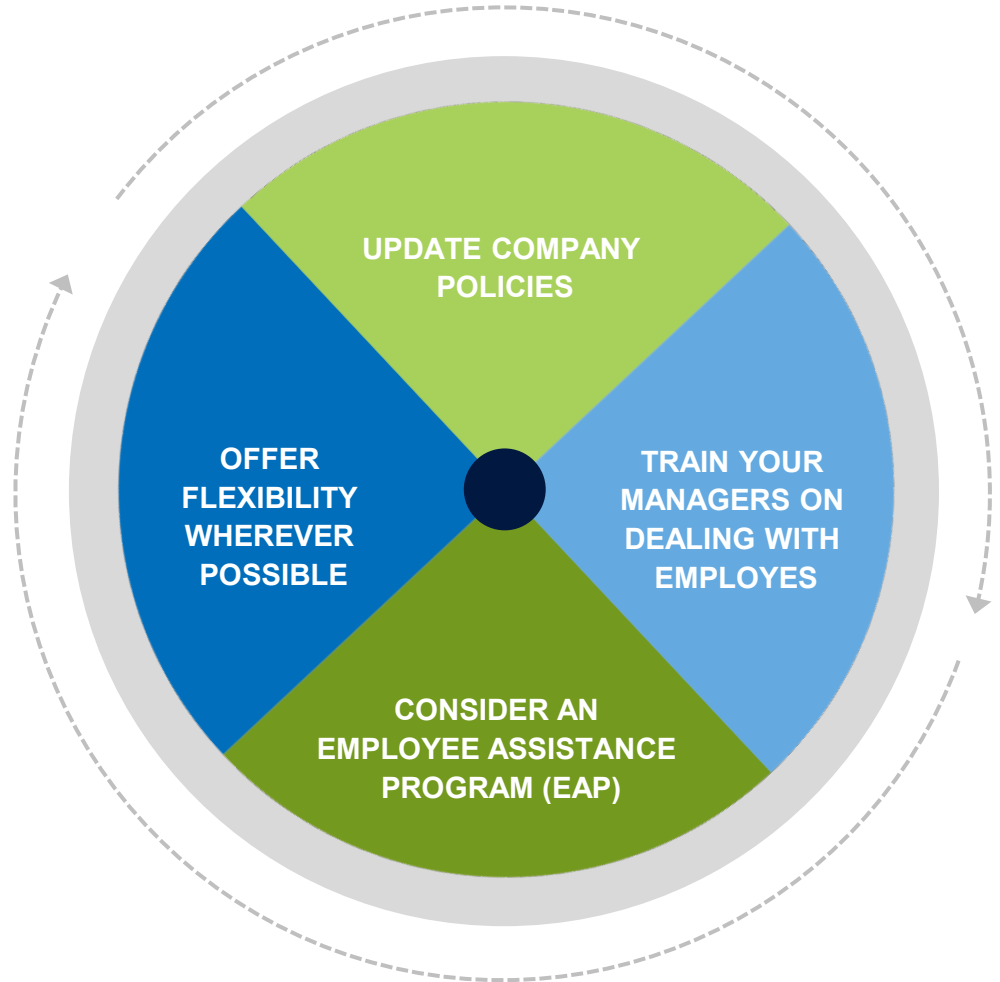 UPDATE COMPANY
POLICIES
OFFER
FLEXIBILITY
WHEREVER
POSSIBLE
TRAIN YOUR
MANAGERS ON
DEALING WITH
EMPLOYES
CONSIDER AN
EMPLOYEE ASSISTANCE
PROGRAM (EAP)